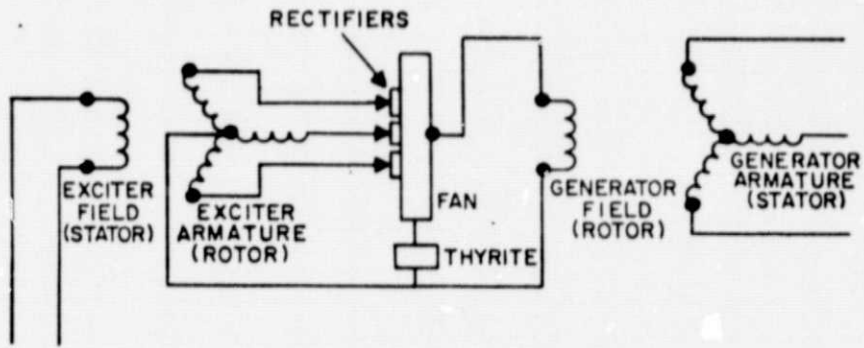 RECTIFIERS
EXCITER
FIELD
(STATOR)
EXCITER
ARMATURE
(ROTOR)
FAN
THYRITE
GENERATOR
FIELD
(ROTOR)
GENERATOR
ARMATURE
(STATOR)